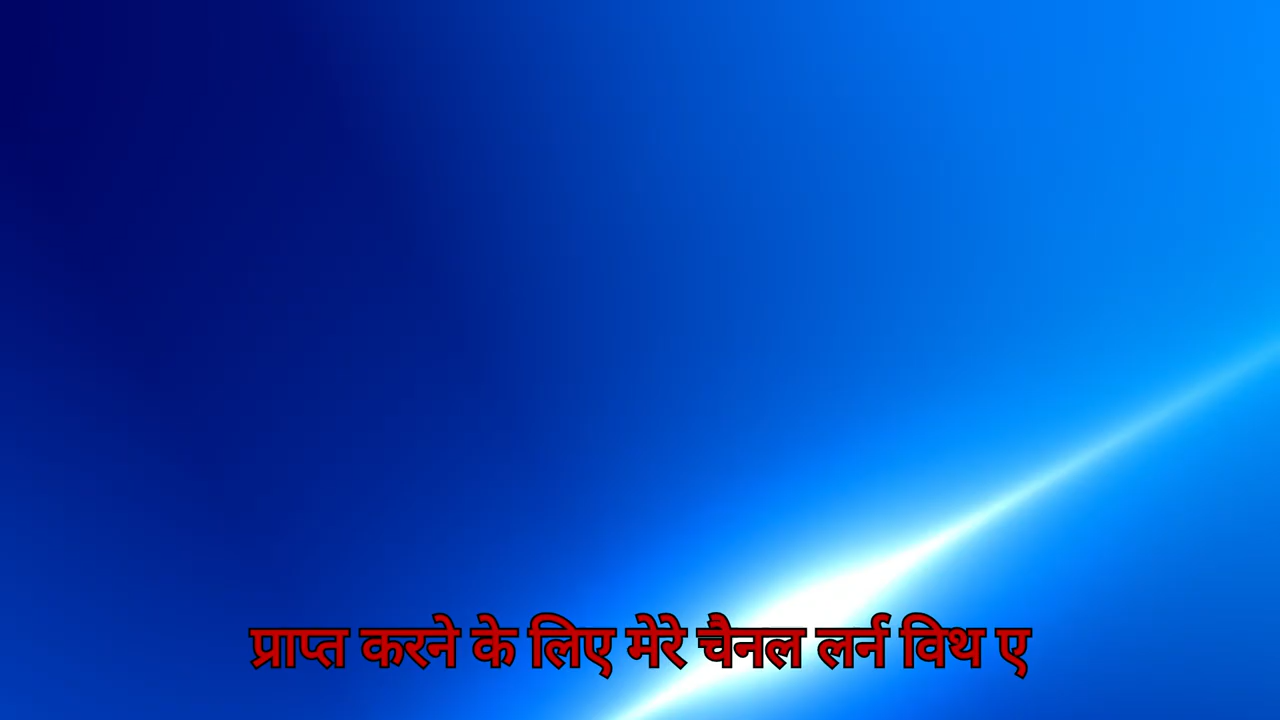 प्राप्त करने के लिए मेरे चैनल लर्न विथ ए